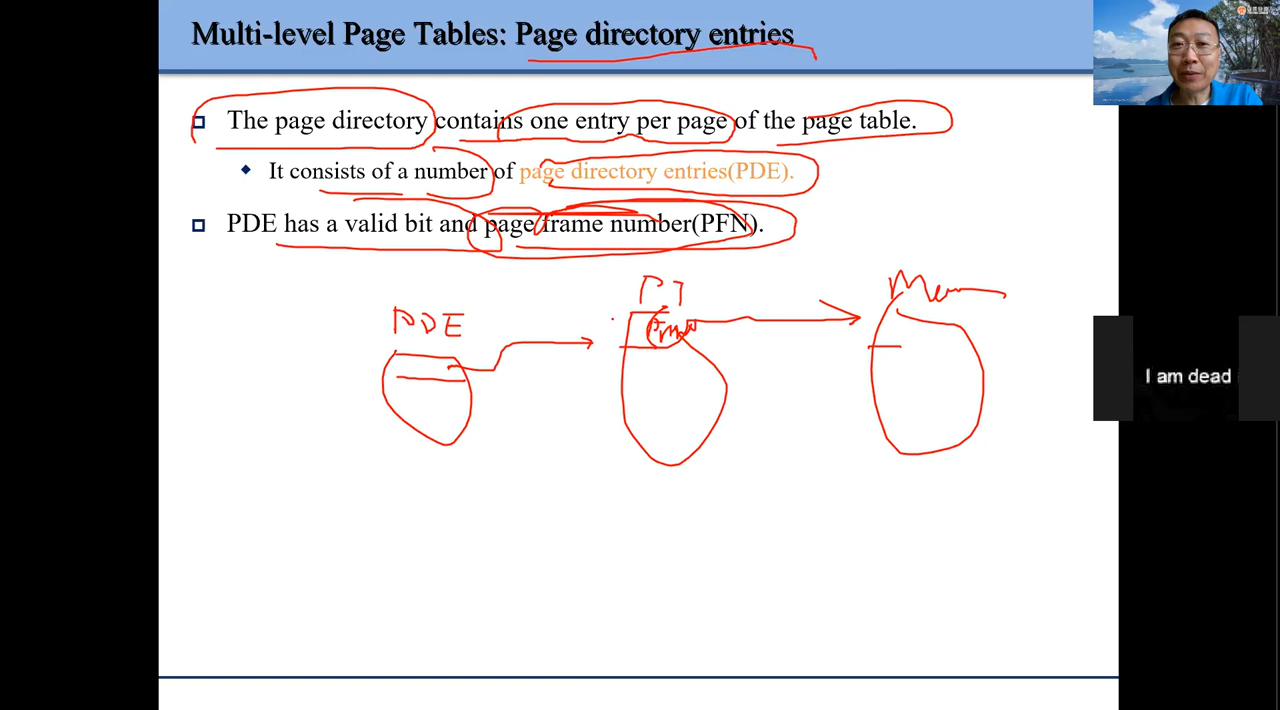 Multi-level Page Tables: Page directory entries
The page directory contains one entry per page of the page table.
It consists of a number of page directory entries(PDE).
PDE has a valid bit and page frame number(PFN).
PDE
PT
Mem
I am dead